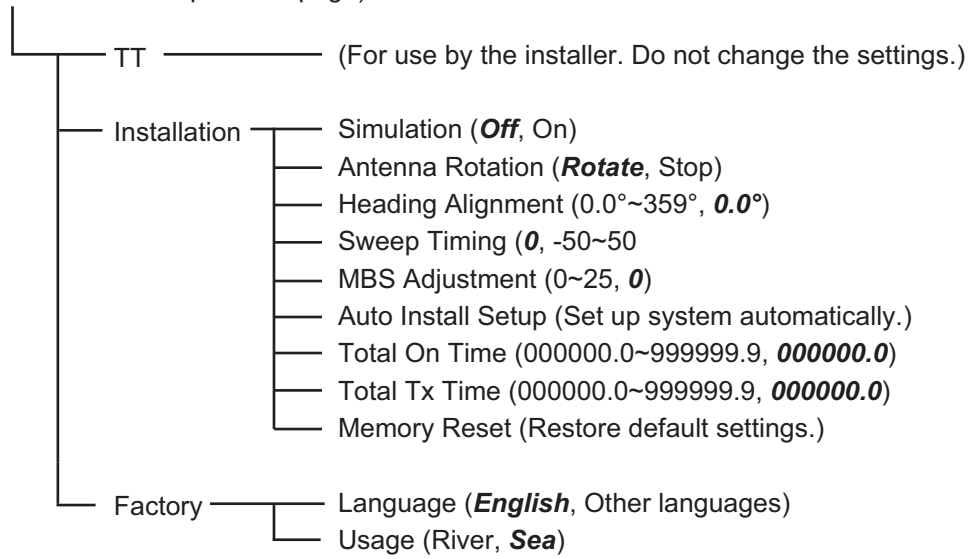 TT (For use by the installer. Do not change the settings.)
Installation Simulation (Off, On)
Antenna Rotation (Rotate, Stop)
Heading Alignment (0.0°~359°, 0.0°)
Sweep Timing (0, -50~50
MBS Adjustment (0~25, 0)
Auto Install Setup (Set up system automatically.)
Total On Time (000000.0~999999.9, 000000.0)
Total Tx Time (000000.0~999999.9, 000000.0)
Memory Reset (Restore default settings.)
Factory Language (English, Other languages)
Usage (River, Sea)